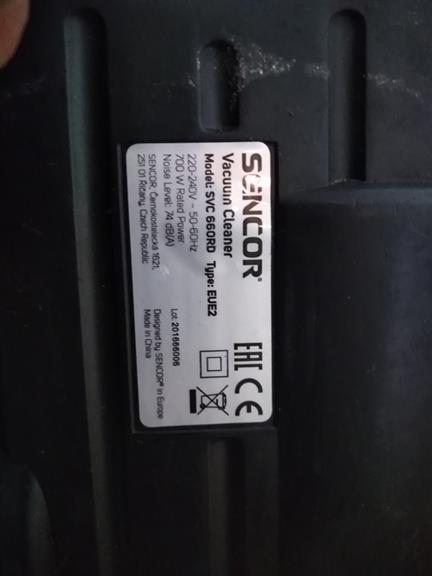 SENCOR®
Vacuum Cleaner
Model: SVC 660RD Type: EUE2
220-240V ~ 50-60Hz
700 W Rated Power
Noise Level: 74 dB(A)
SENCOR, Černokostelecká 1621,
251 01 Říčany, Czech Republic
EAC CE
Lot: 201666006
Designed by SENCOR® in Europe
Made in China